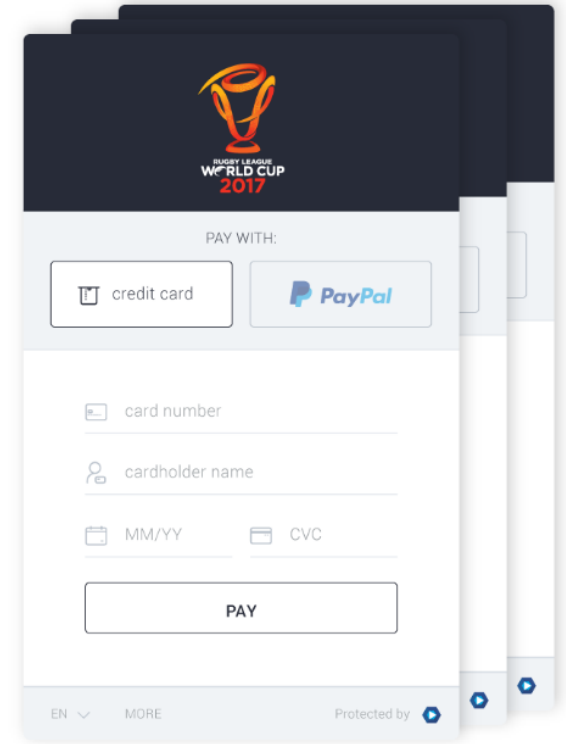 RUGBY LEAGUE
WORLD CUP
2017
PAY WITH:
credit card
PayPal
card number
cardholder name
MM/YY
CVC
PAY
EN
MORE
Protected by